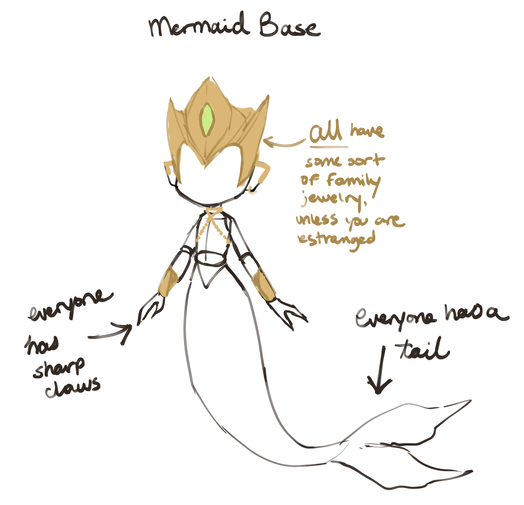 Mermaid Base
all have
some sort
of family
jewelry,
unless you are
estranged
everyone
has
sharp
claws
everyone has a
tail